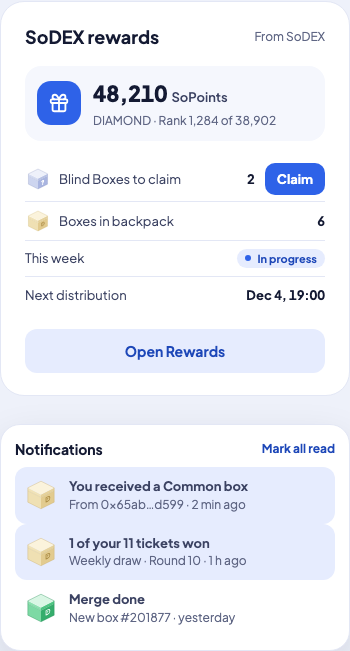 SoDEX rewards
From SoDEX
48,210 SoPoints
DIAMOND · Rank 1,284 of 38,902
Blind Boxes to claim 2 Claim
Boxes in backpack 6
This week In progress
Next distribution Dec 4, 19:00
Open Rewards
Notifications Mark all read
You received a Common box
From 0x65ab…d599 · 2 min ago
1 of your 11 tickets won
Weekly draw · Round 10 · 1 h ago
Merge done
New box #201877 · yesterday